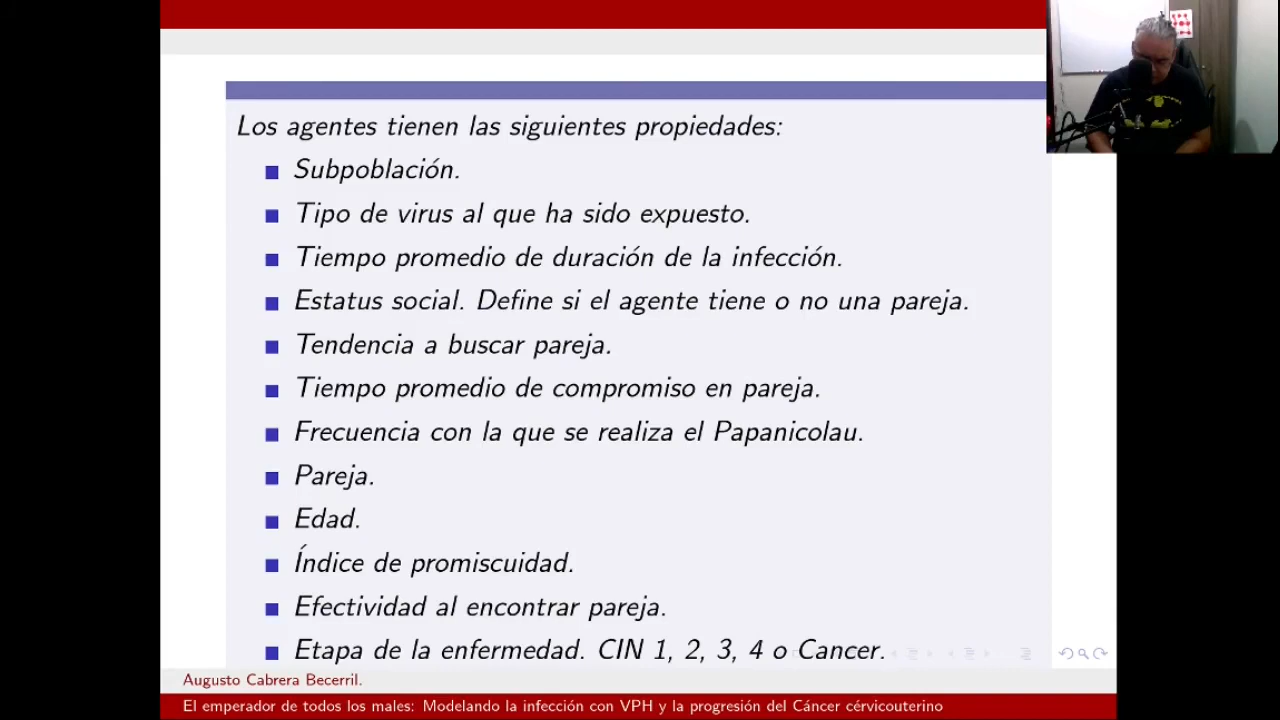 Los agentes tienen las siguientes propiedades:
Subpoblación.
Tipo de virus al que ha sido expuesto.
Tiempo promedio de duración de la infección.
Estatus social. Define si el agente tiene o no una pareja.
Tendencia a buscar pareja.
Tiempo promedio de compromiso en pareja.
Frecuencia con la que se realiza el Papanicolau.
Pareja.
Edad.
Índice de promiscuidad.
Efectividad al encontrar pareja.
Etapa de la enfermedad. CIN 1, 2, 3, 4 o Cancer.
Augusto Cabrera Becerril.
El emperador de todos los males: Modelando la infección con VPH y la progresión del Cáncer cérvicouterino